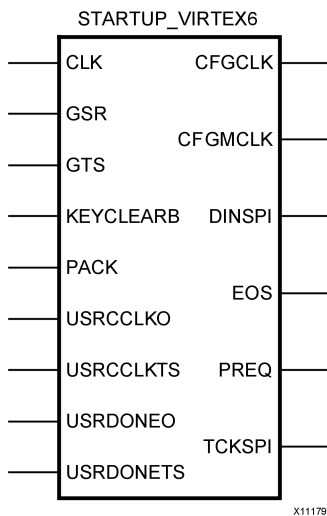 STARTUP_VIRTEX6
CLK
CFGCLK
GSR
CFGMCLK
GTS
KEYCLEARB
DINSPI
PACK
EOS
USRCCLKO
USRCCLKTS
PREQ
USRDONEO
TCKSPI
USRDONETS
X11179